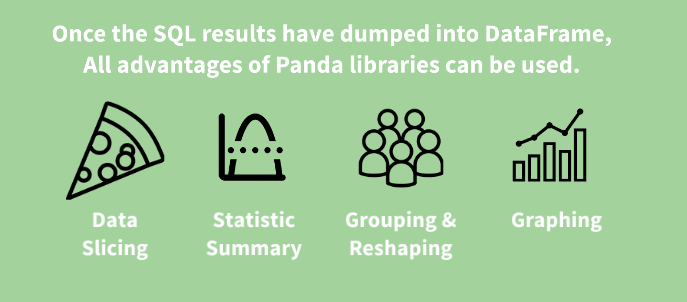 Once the SQL results have dumped into DataFrame,
All advantages of Panda libraries can be used.
Data
Slicing
Statistic
Summary
Grouping &
Reshaping
Graphing